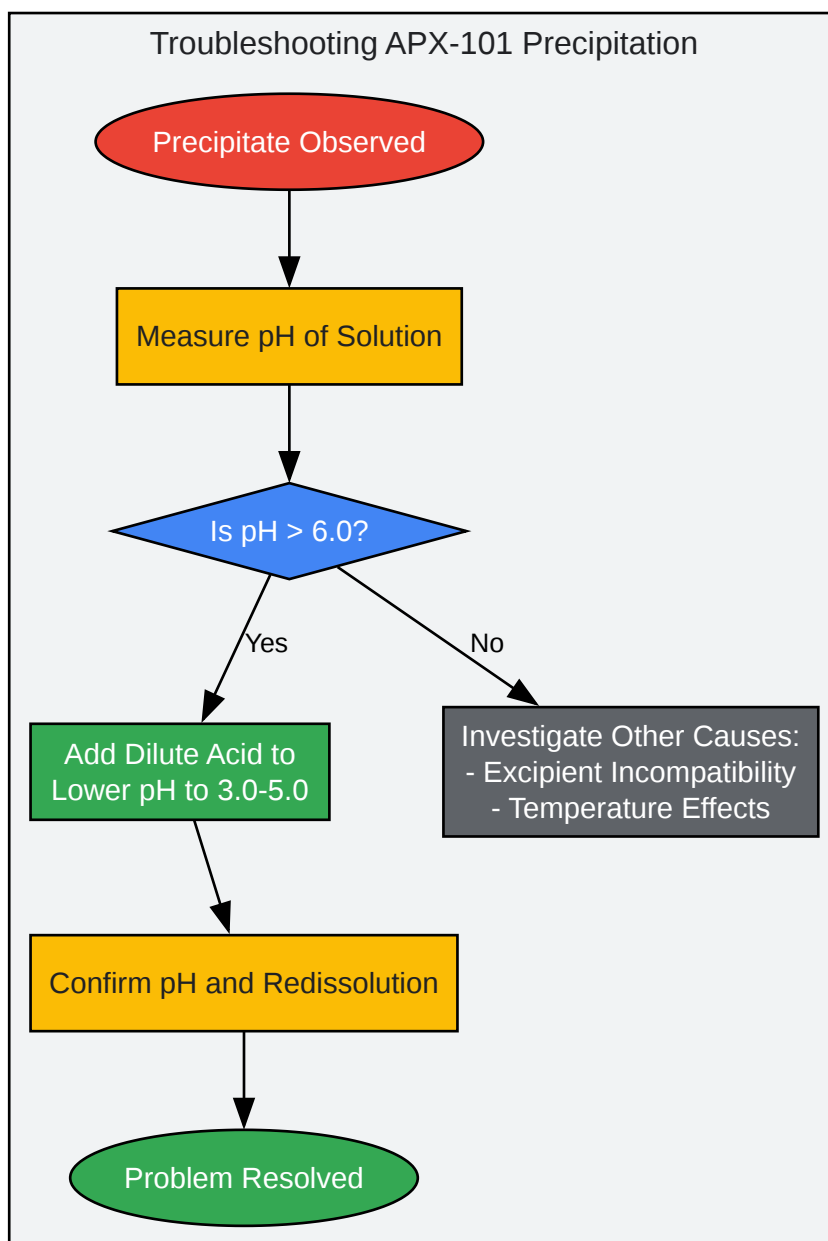 Troubleshooting APX-101 Precipitation
Precipitate Observed
Measure pH of Solution
Is pH > 6.0?
Yes
No
Add Dilute Acid to
Lower pH to 3.0-5.0
Investigate Other Causes:
- Excipient Incompatibility
- Temperature Effects
Confirm pH and Redissolution
Problem Resolved